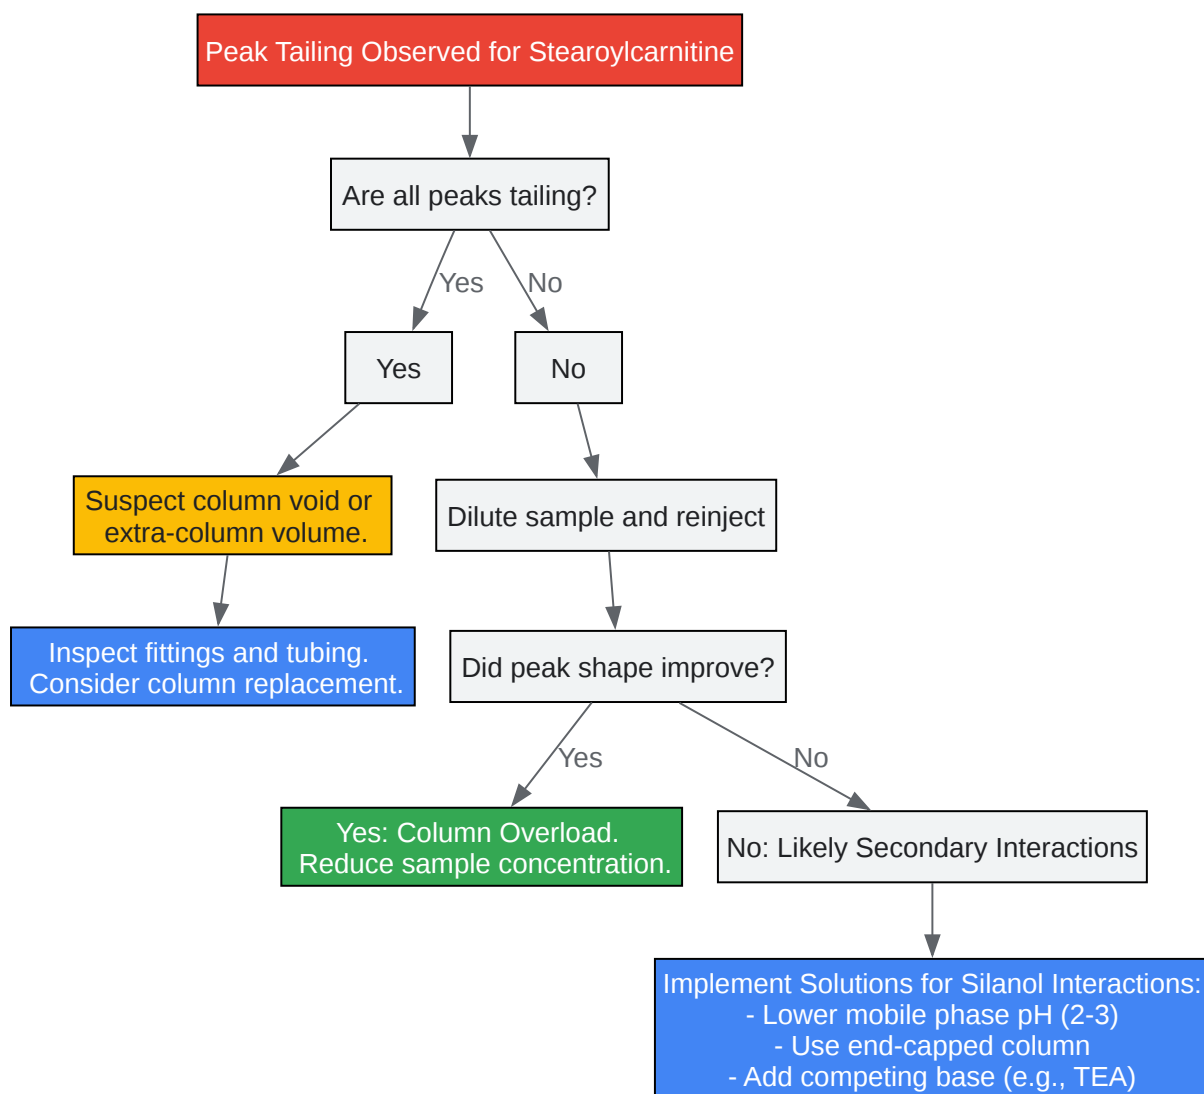 Peak Tailing Observed for Stearoylcarnitine
Are all peaks tailing?
Yes
No
Yes
No
Suspect column void or
extra-column volume.
Dilute sample and reinject
Inspect fittings and tubing.
Consider column replacement.
Did peak shape improve?
Yes
No
Yes: Column Overload.
Reduce sample concentration.
No: Likely Secondary Interactions
Implement Solutions for Silanol Interactions:
- Lower mobile phase pH (2-3)
- Use end-capped column
- Add competing base (e.g., TEA)